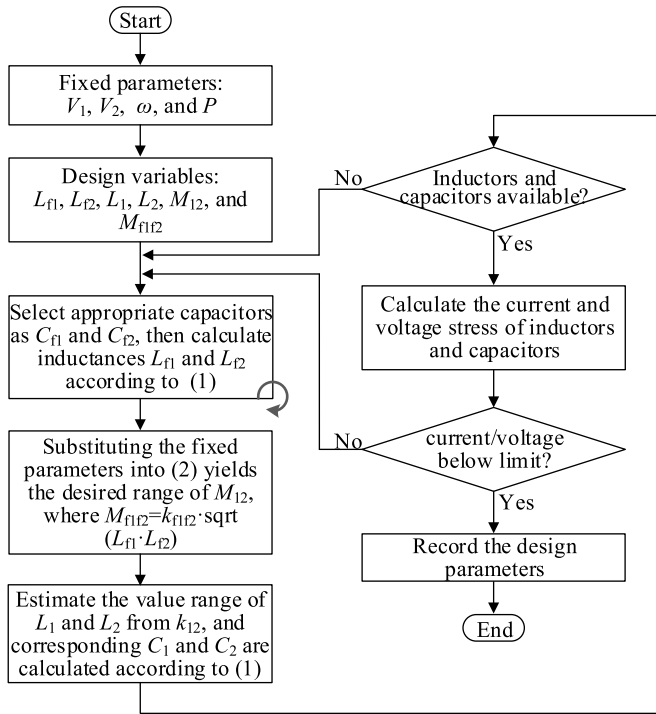 Start
Fixed parameters:
V1, V2, ω, and P
Design variables:
Lf1, Lf2, L1, L2, M12, and
Mf1f2
Select appropriate capacitors
as Cf1 and Cf2, then calculate
inductances Lf1 and Lf2
according to (1)
Substituting the fixed
parameters into (2) yields
the desired range of M12,
where Mf1f2=kf1f2·sqrt
(Lf1·Lf2)
Estimate the value range of
L1 and L2 from k12, and
corresponding C1 and C2 are
calculated according to (1)
No
Inductors and
capacitors available?
Yes
Calculate the current and
voltage stress of inductors
and capacitors
No
current/voltage
below limit?
Yes
Record the design
parameters
End